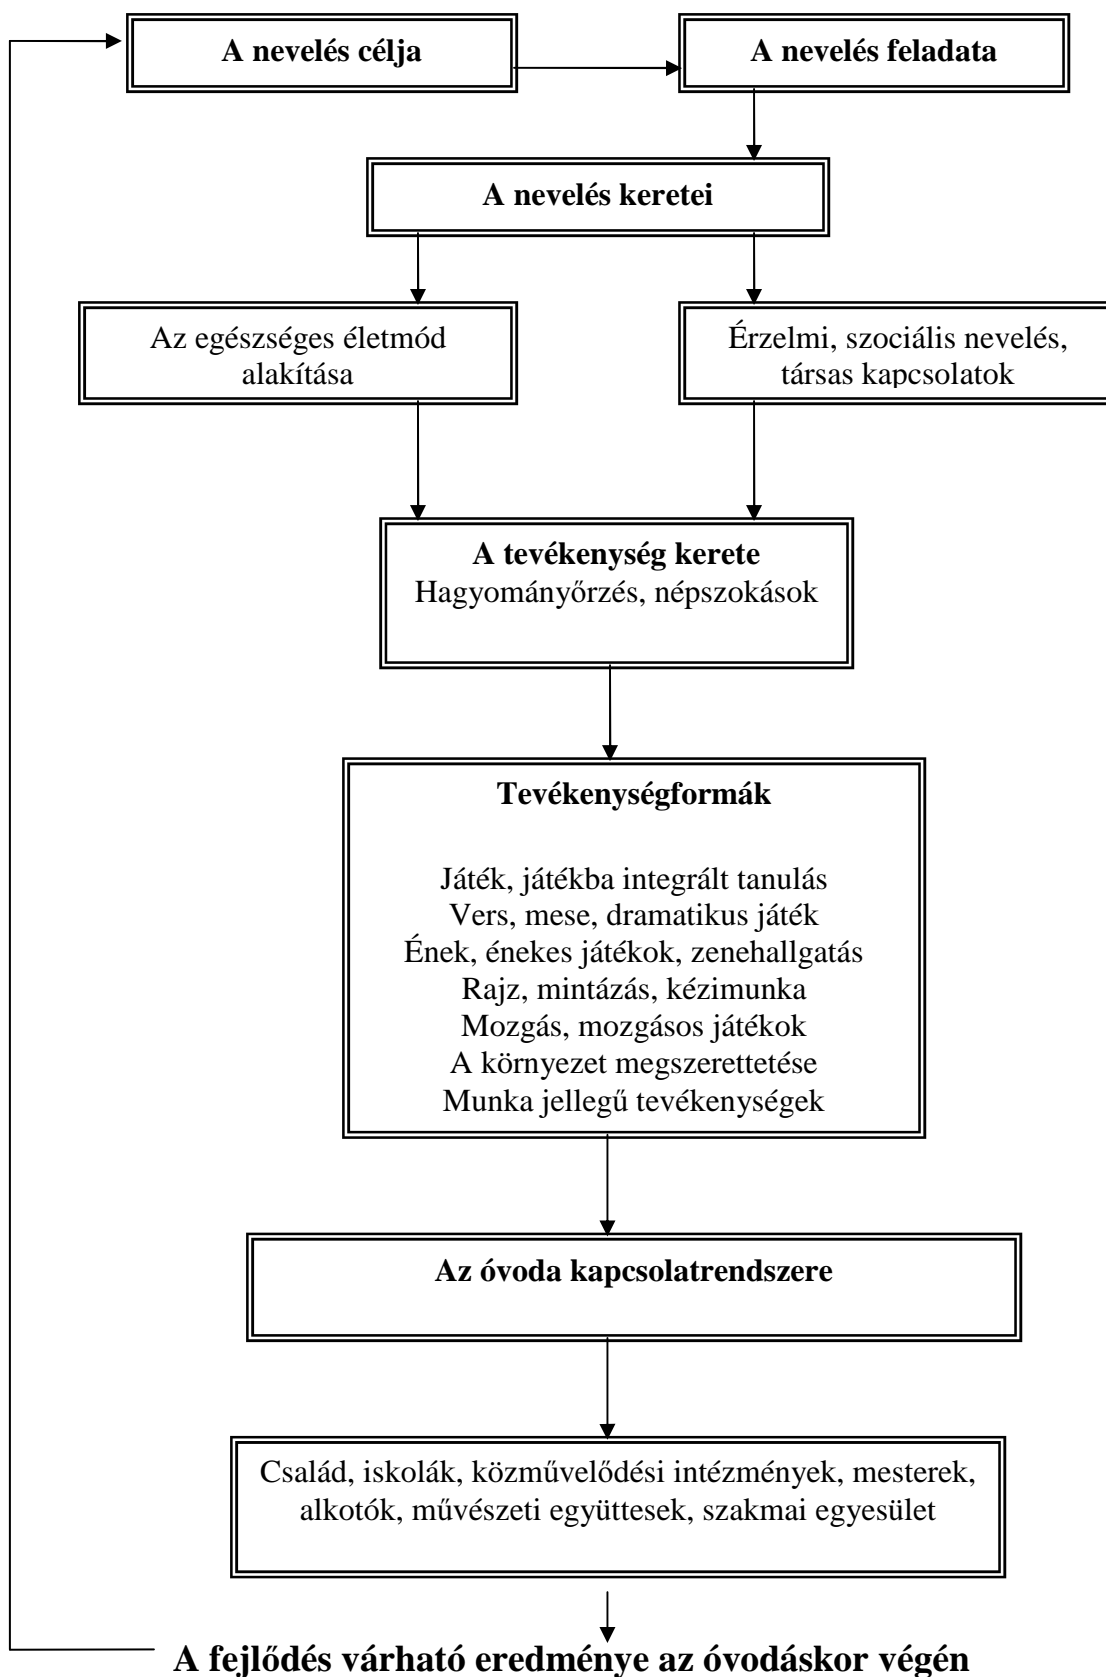 A nevelés célja
A nevelés feladata
A nevelés keretei
Az egészséges életmód
alakítása
Érzelmi, szociális nevelés,
társas kapcsolatok
A tevékenység kerete
Hagyományőrzés, népszokások
Tevékenységformák
Játék, játékba integrált tanulás
Vers, mese, dramatikus játék
Ének, énekes játékok, zenehallgatás
Rajz, mintázás, kézimunka
Mozgás, mozgásos játékok
A környezet megszerettetése
Munka jellegű tevékenységek
Az óvoda kapcsolatrendszere
Család, iskolák, közművelődési intézmények, mesterek,
alkotók, művészeti együttesek, szakmai egyesület
A fejlődés várható eredménye az óvodáskor végén